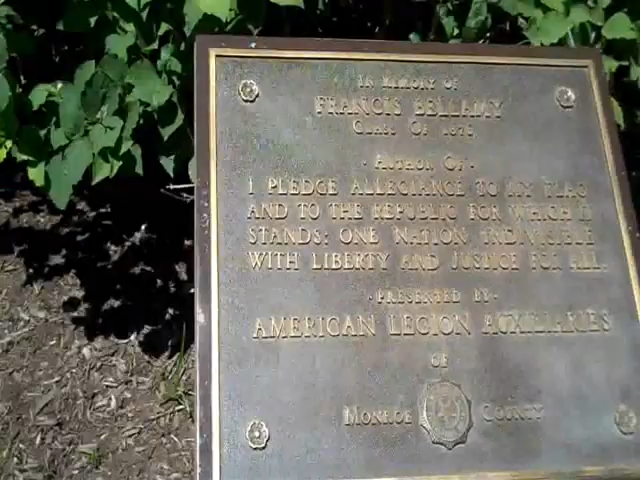 IN MEMORY OF
FRANCIS BELLAMY
CLASS OF 1876
· AUTHOR OF ·
I PLEDGE ALLEGIANCE TO MY FLAG
AND TO THE REPUBLIC FOR WHICH IT
STANDS: ONE NATION INDIVISIBLE
WITH LIBERTY AND JUSTICE FOR ALL.
· PRESENTED BY ·
AMERICAN LEGION AUXILIARIES
OF
MONROE COUNTY